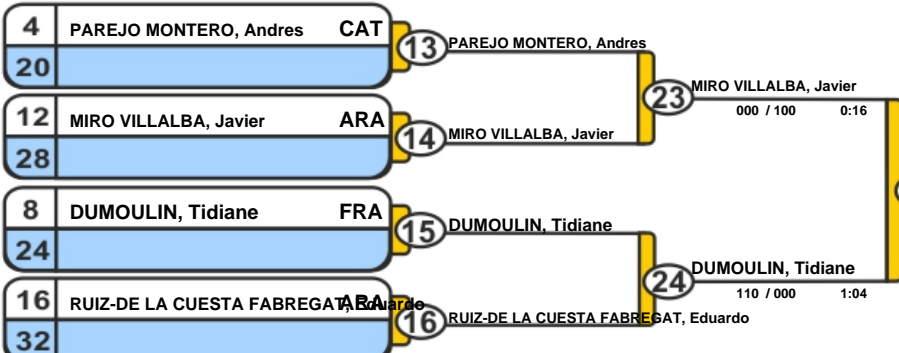 4 PAREJO MONTERO, Andres CAT
20
13 PAREJO MONTERO, Andres
12 MIRO VILLALBA, Javier ARA
28
14 MIRO VILLALBA, Javier
23 MIRO VILLALBA, Javier
000 / 100 0:16
8 DUMOULIN, Tidiane FRA
24
15 DUMOULIN, Tidiane
16 RUIZ-DE LA CUESTA FABREGAT, Eduardo ARA
32
16 RUIZ-DE LA CUESTA FABREGAT, Eduardo
24 DUMOULIN, Tidiane
110 / 000 1:04